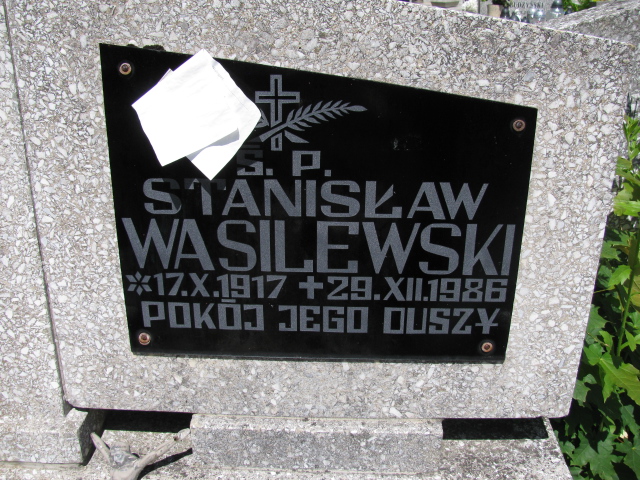 Ś. P.
STANISŁAW
WASILEWSKI
*17.X.1917 +29.XII.1986
POKÓJ JEGO DUSZY